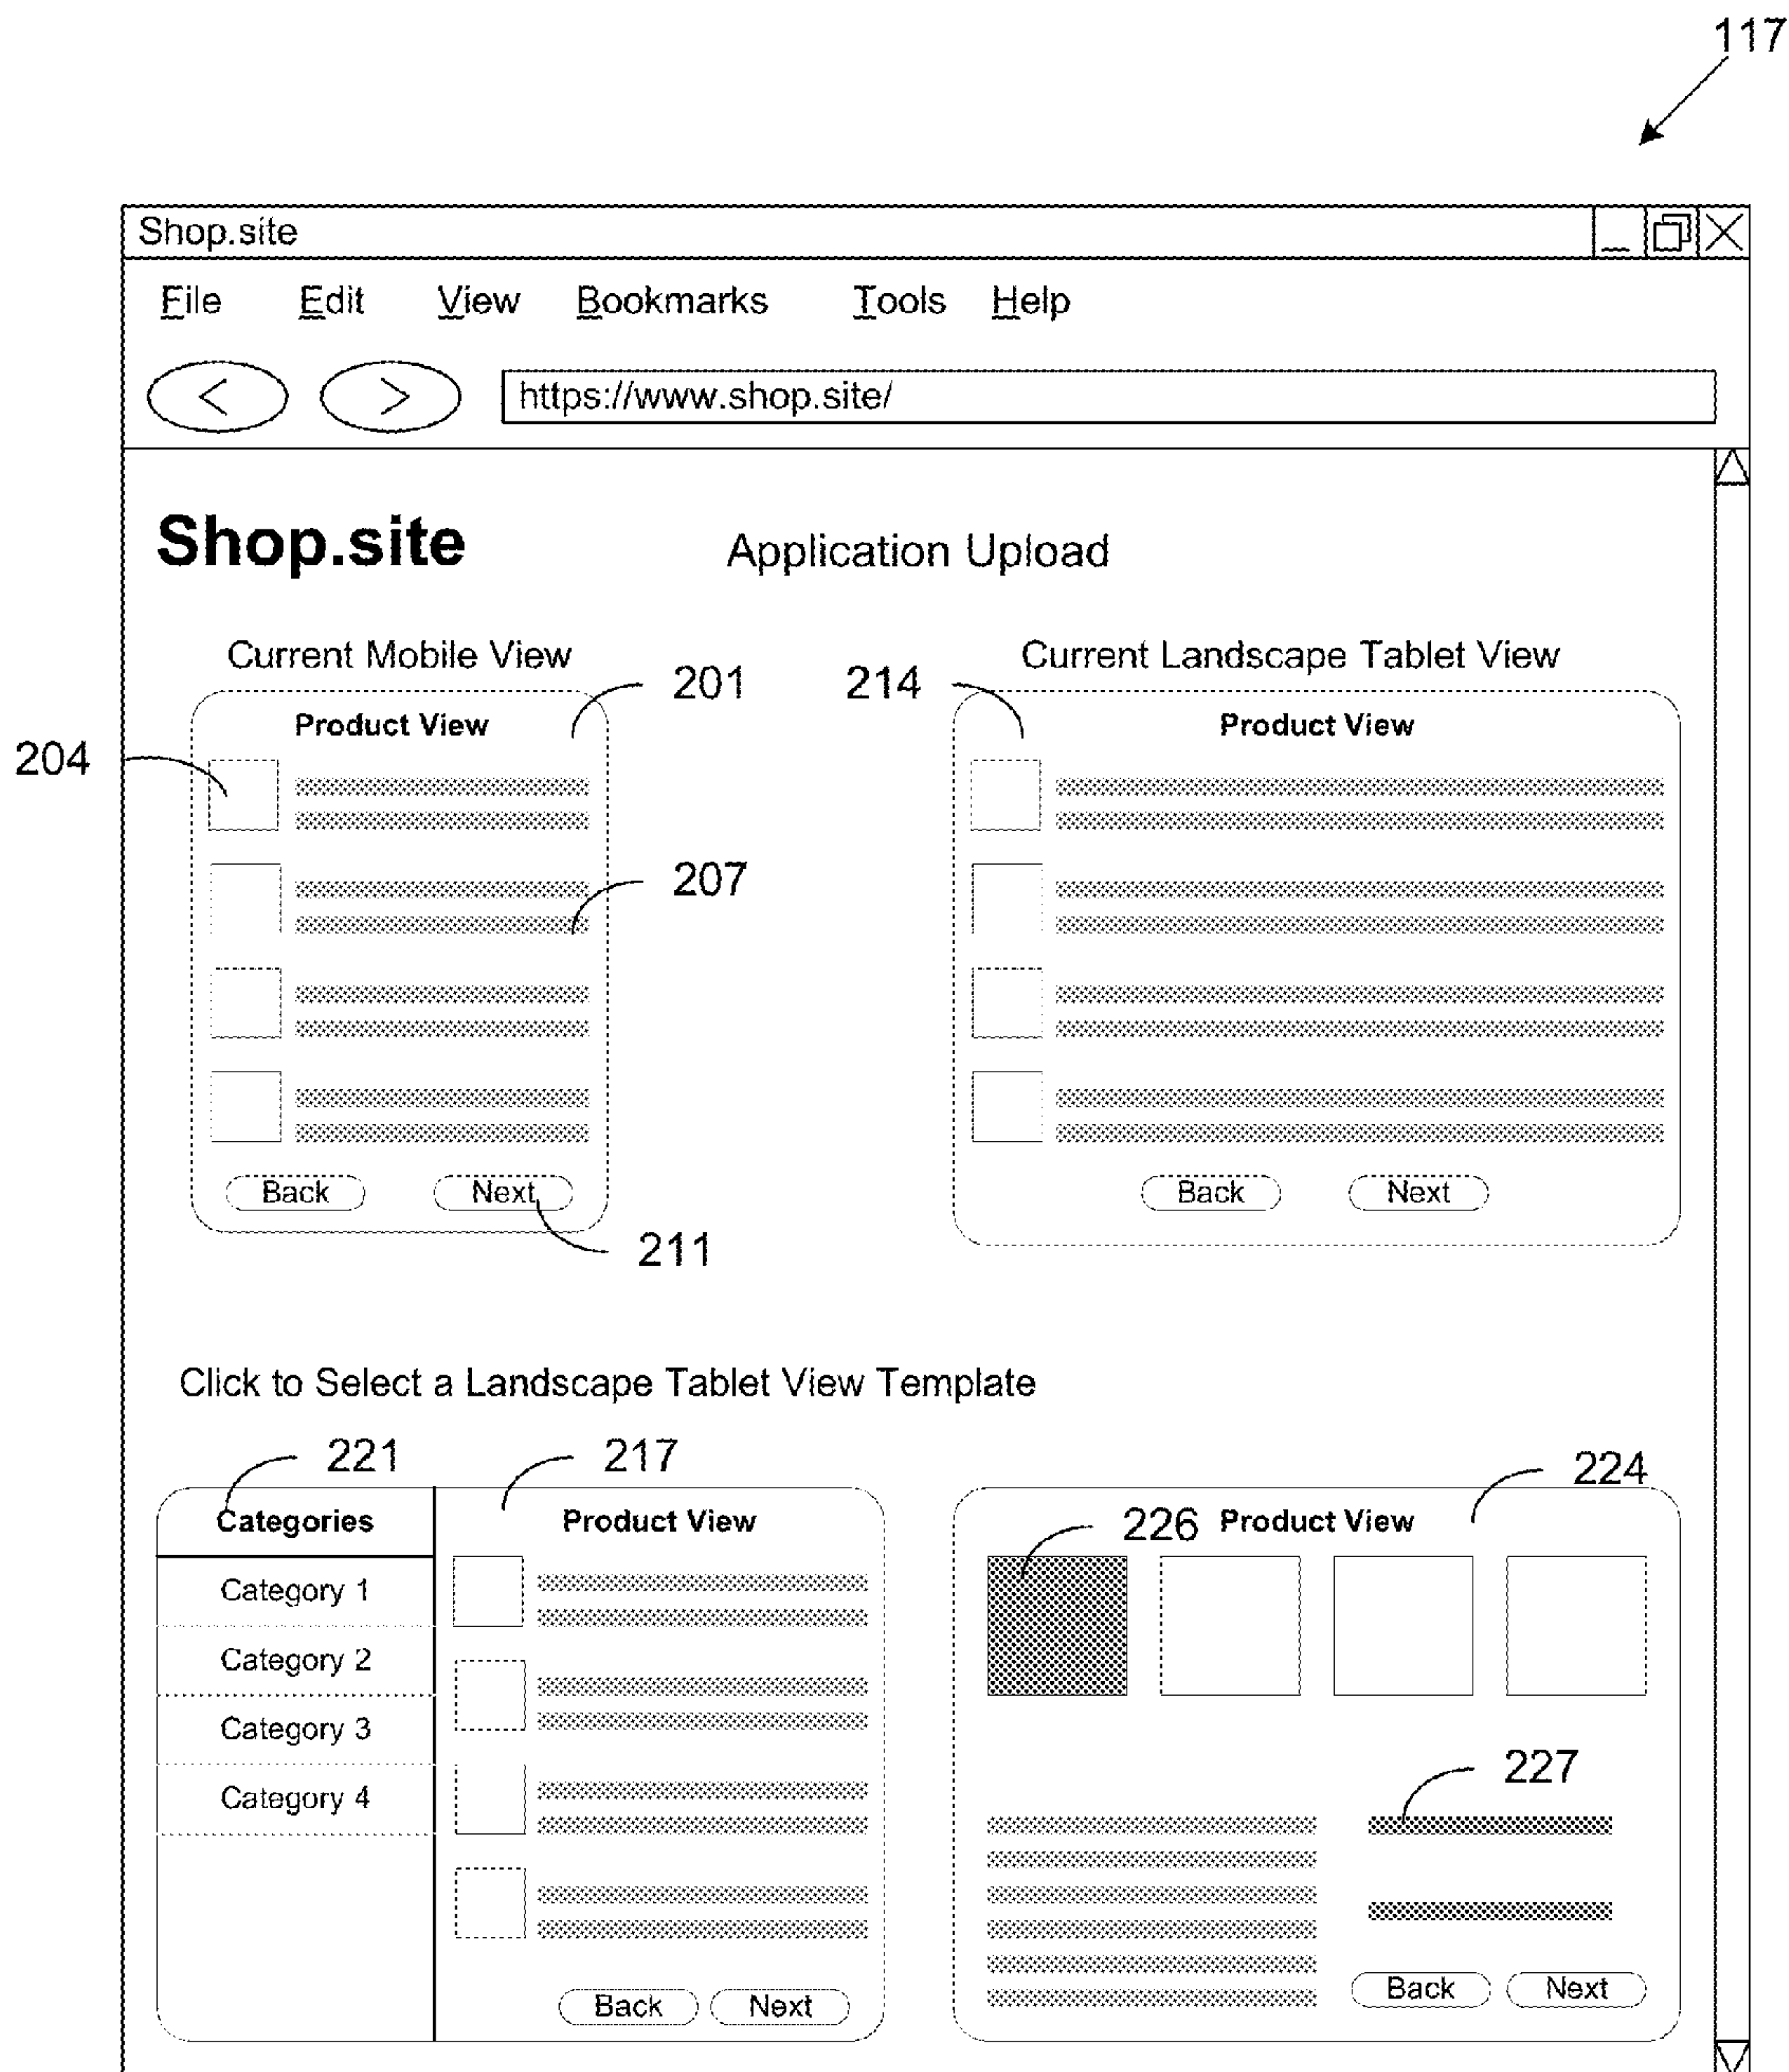 117
Shop.site
File Edit View Bookmarks Tools Help
< >
https://www.shop.site/
Shop.site
Application Upload
Current Mobile View
201
Product View
204
207
Back Next
211
Current Landscape Tablet View
214
Product View
Back Next
Click to Select a Landscape Tablet View Template
221
217
Categories
Category 1
Category 2
Category 3
Category 4
Product View
Back Next
224
226
Product View
227
Back Next